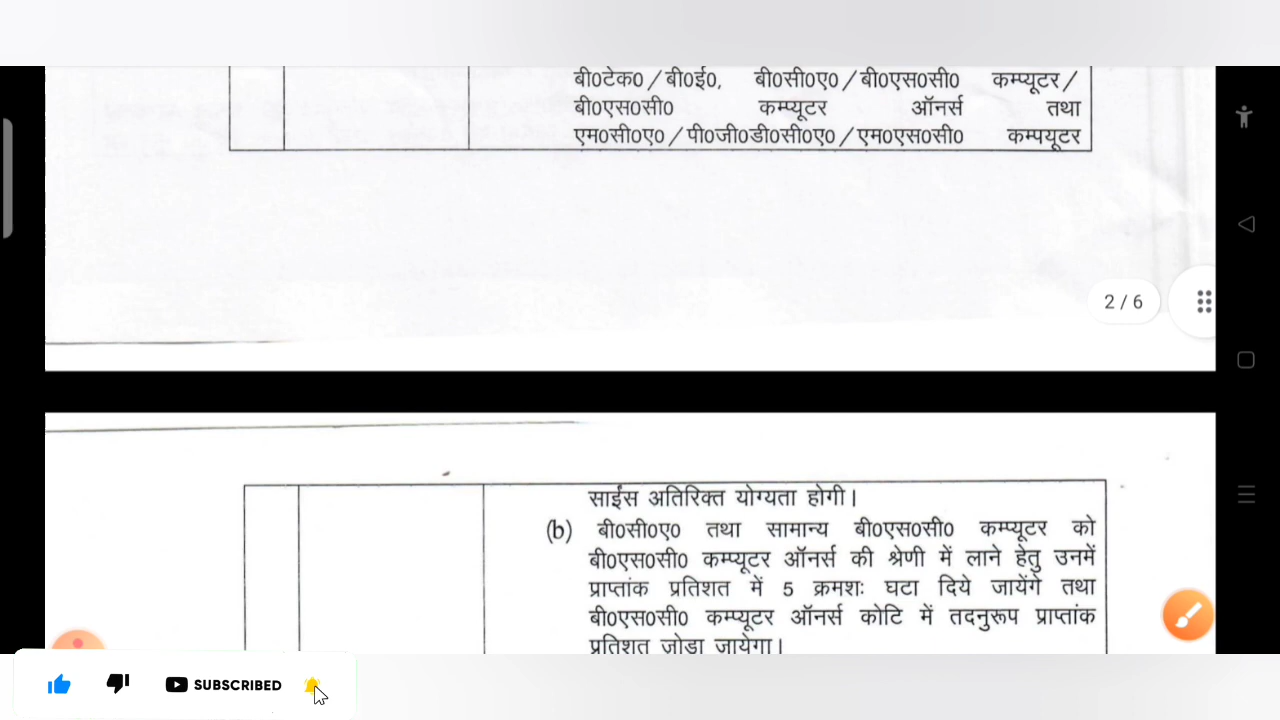 बी0टेक0/बी0ई0, बी0सी0ए0/बी0एस0सी0 कम्प्यूटर/
बी0एस0सी0 कम्प्यूटर ऑनर्स तथा
एम0सी0ए0/पी0जी0डी0सी0ए0/एम0एस0सी0 कम्पयूटर
2 / 6
साईंस अतिरिक्त योग्यता होगी।
(b) बी0सी0ए0 तथा सामान्य बी0एस0सी0 कम्प्यूटर को
बी0एस0सी0 कम्प्यूटर ऑनर्स की श्रेणी में लाने हेतु उनमें
प्राप्तांक प्रतिशत में 5 क्रमशः घटा दिये जायेंगे तथा
बी0एस0सी0 कम्प्यूटर ऑनर्स कोटि में तदनुरूप प्राप्तांक
प्रतिशत जोड़ा जायेगा।
SUBSCRIBED